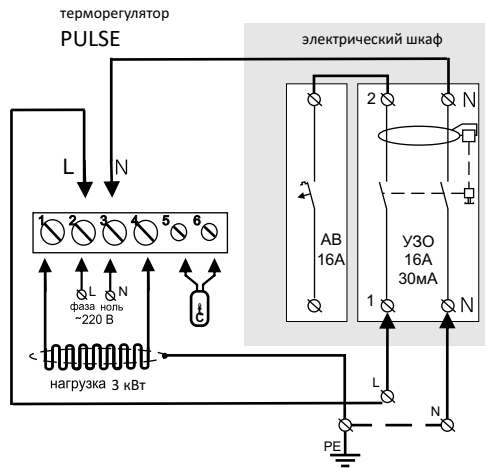 терморегулятор
PULSE
электрический шкаф
2
N
L
N
1
2
3
4
5
6
АВ
16А
УЗО
16А
30мА
L
N
фаза
ноль
~220 В
C
1
N
нагрузка 3 кВт
L
N
PE